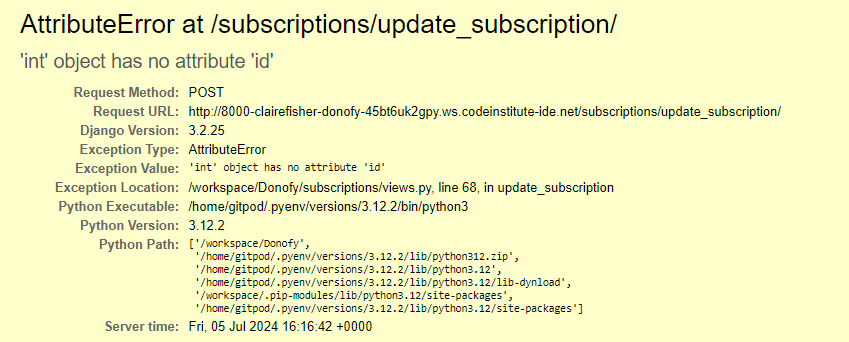 AttributeError at /subscriptions/update_subscription/
'int' object has no attribute 'id'
Request Method: POST
Request URL: http://8000-clairefisher-donofy-45bt6uk2gpy.ws.codeinstitute-ide.net/subscriptions/update_subscription/
Django Version: 3.2.25
Exception Type: AttributeError
Exception Value: 'int' object has no attribute 'id'
Exception Location: /workspace/Donofy/subscriptions/views.py, line 68, in update_subscription
Python Executable: /home/gitpod/.pyenv/versions/3.12.2/bin/python3
Python Version: 3.12.2
Python Path: ['/workspace/Donofy',
'/home/gitpod/.pyenv/versions/3.12.2/lib/python312.zip',
'/home/gitpod/.pyenv/versions/3.12.2/lib/python3.12',
'/home/gitpod/.pyenv/versions/3.12.2/lib/python3.12/lib-dynload',
'/workspace/.pip-modules/lib/python3.12/site-packages',
'/home/gitpod/.pyenv/versions/3.12.2/lib/python3.12/site-packages']
Server time: Fri, 05 Jul 2024 16:16:42 +0000